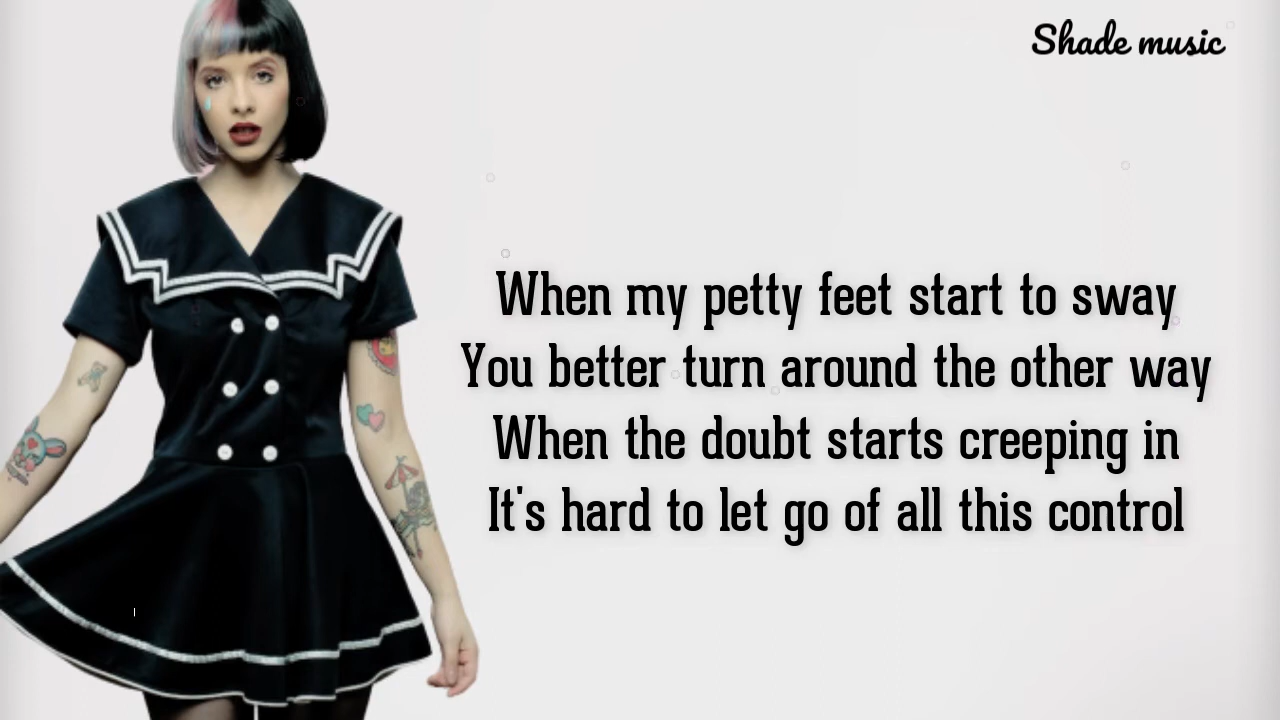 Shade music
When my petty feet start to sway
You better turn around the other way
When the doubt starts creeping in
It's hard to let go of all this control